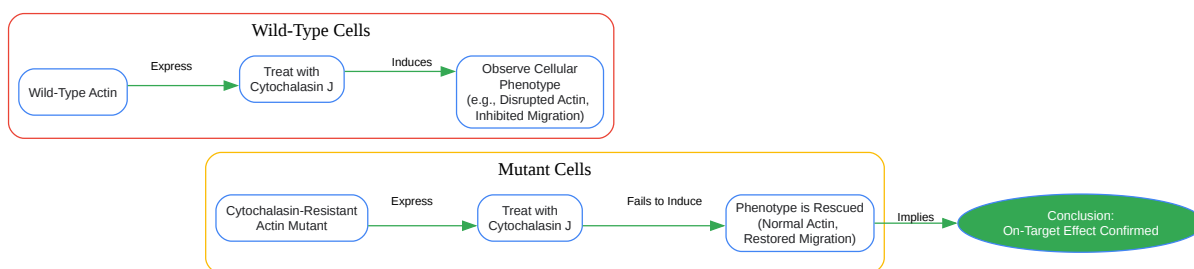 Wild-Type Cells
Wild-Type Actin
Express
Treat with
Cytochalasin J
Induces
Observe Cellular
Phenotype
(e.g., Disrupted Actin,
Inhibited Migration)
Mutant Cells
Cytochalasin-Resistant
Actin Mutant
Express
Treat with
Cytochalasin J
Fails to Induce
Phenotype is Rescued
(Normal Actin,
Restored Migration)
Implies
Conclusion:
On-Target Effect Confirmed